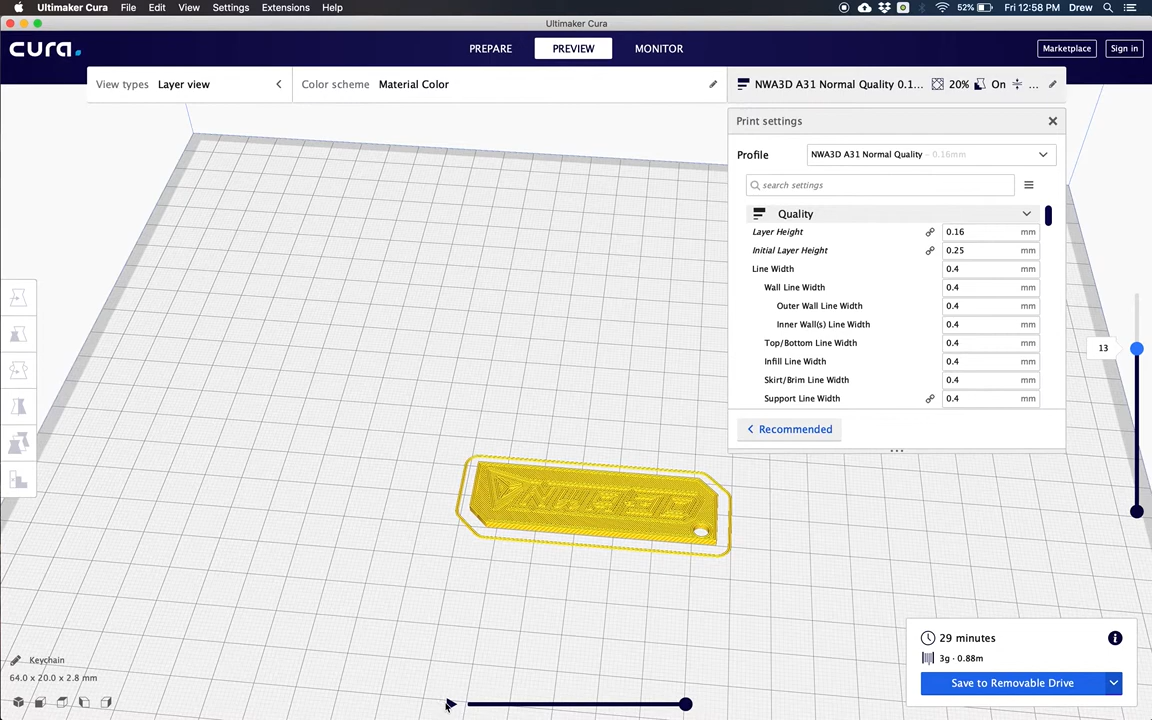 Ultimaker Cura File Edit View Settings Extensions Help 52% Fri 12:58 PM Drew
Ultimaker Cura
cura. PREPARE PREVIEW MONITOR Marketplace Sign in
View types Layer view Color scheme Material Color NWA3D A31 Normal Quality 0.1... 20% On ...
Print settings
Profile NWA3D A31 Normal Quality - 0.16mm
search settings
Quality
Layer Height 0.16 mm
Initial Layer Height 0.25 mm
Line Width 0.4 mm
Wall Line Width 0.4 mm
Outer Wall Line Width 0.4 mm
Inner Wall(s) Line Width 0.4 mm
Top/Bottom Line Width 0.4 mm
Infill Line Width 0.4 mm
Skirt/Brim Line Width 0.4 mm
Support Line Width 0.4 mm
Recommended
13
29 minutes
3g · 0.88m
Save to Removable Drive
Keychain
64.0 x 20.0 x 2.8 mm